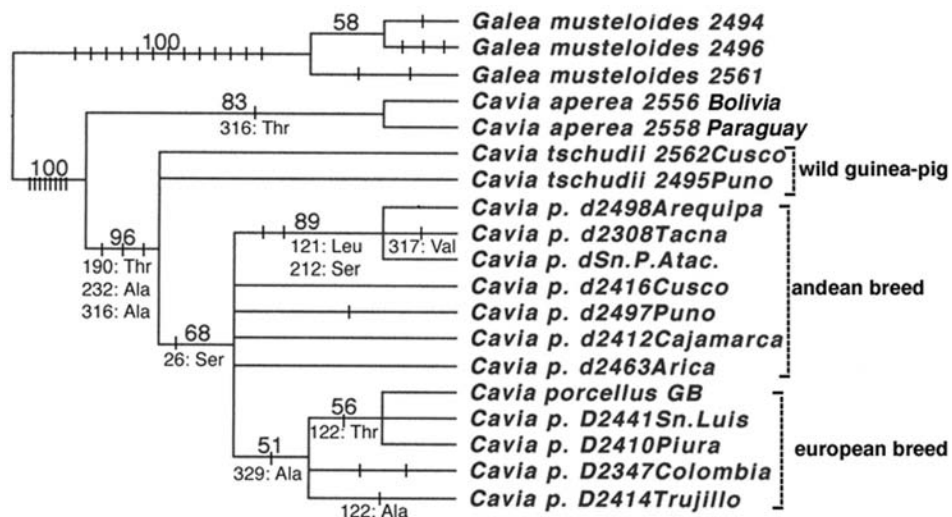 58
Galea musteloides 2494
100
Galea musteloides 2496
Galea musteloides 2561
83
Cavia aperea 2556 Bolivia
316: Thr
Cavia aperea 2558 Paraguay
100
Cavia tschudii 2562Cusco
wild guinea-pig
Cavia tschudii 2495Puno
96
190: Thr
232: Ala
316: Ala
Cavia p. d2498Arequipa
89
Cavia p. d2308Tacna
121: Leu
317: Val
212: Ser
Cavia p. dSn.P.Atac.
Cavia p. d2416Cusco
andean breed
Cavia p. d2497Puno
68
26: Ser
Cavia p. d2412Cajamarca
Cavia p. d2463Arica
Cavia porcellus GB
56
Cavia p. D2441Sn.Luis
122: Thr
Cavia p. D2410Piura
european breed
51
329: Ala
Cavia p. D2347Colombia
Cavia p. D2414Trujillo
122: Ala